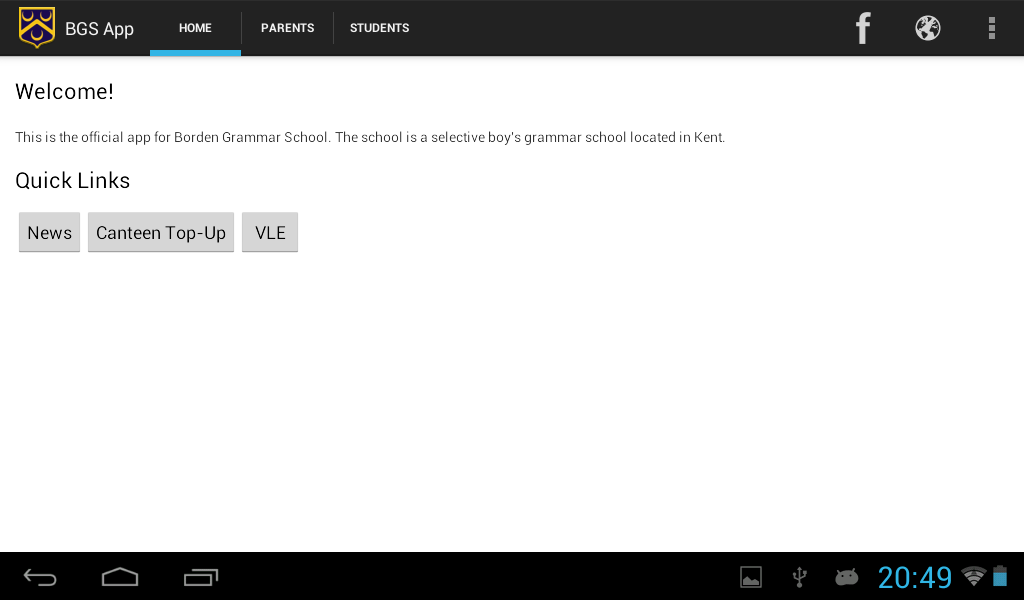 BGS App HOME PARENTS STUDENTS f
Welcome!
This is the official app for Borden Grammar School. The school is a selective boy's grammar school located in Kent.
Quick Links
News Canteen Top-Up VLE
20:49